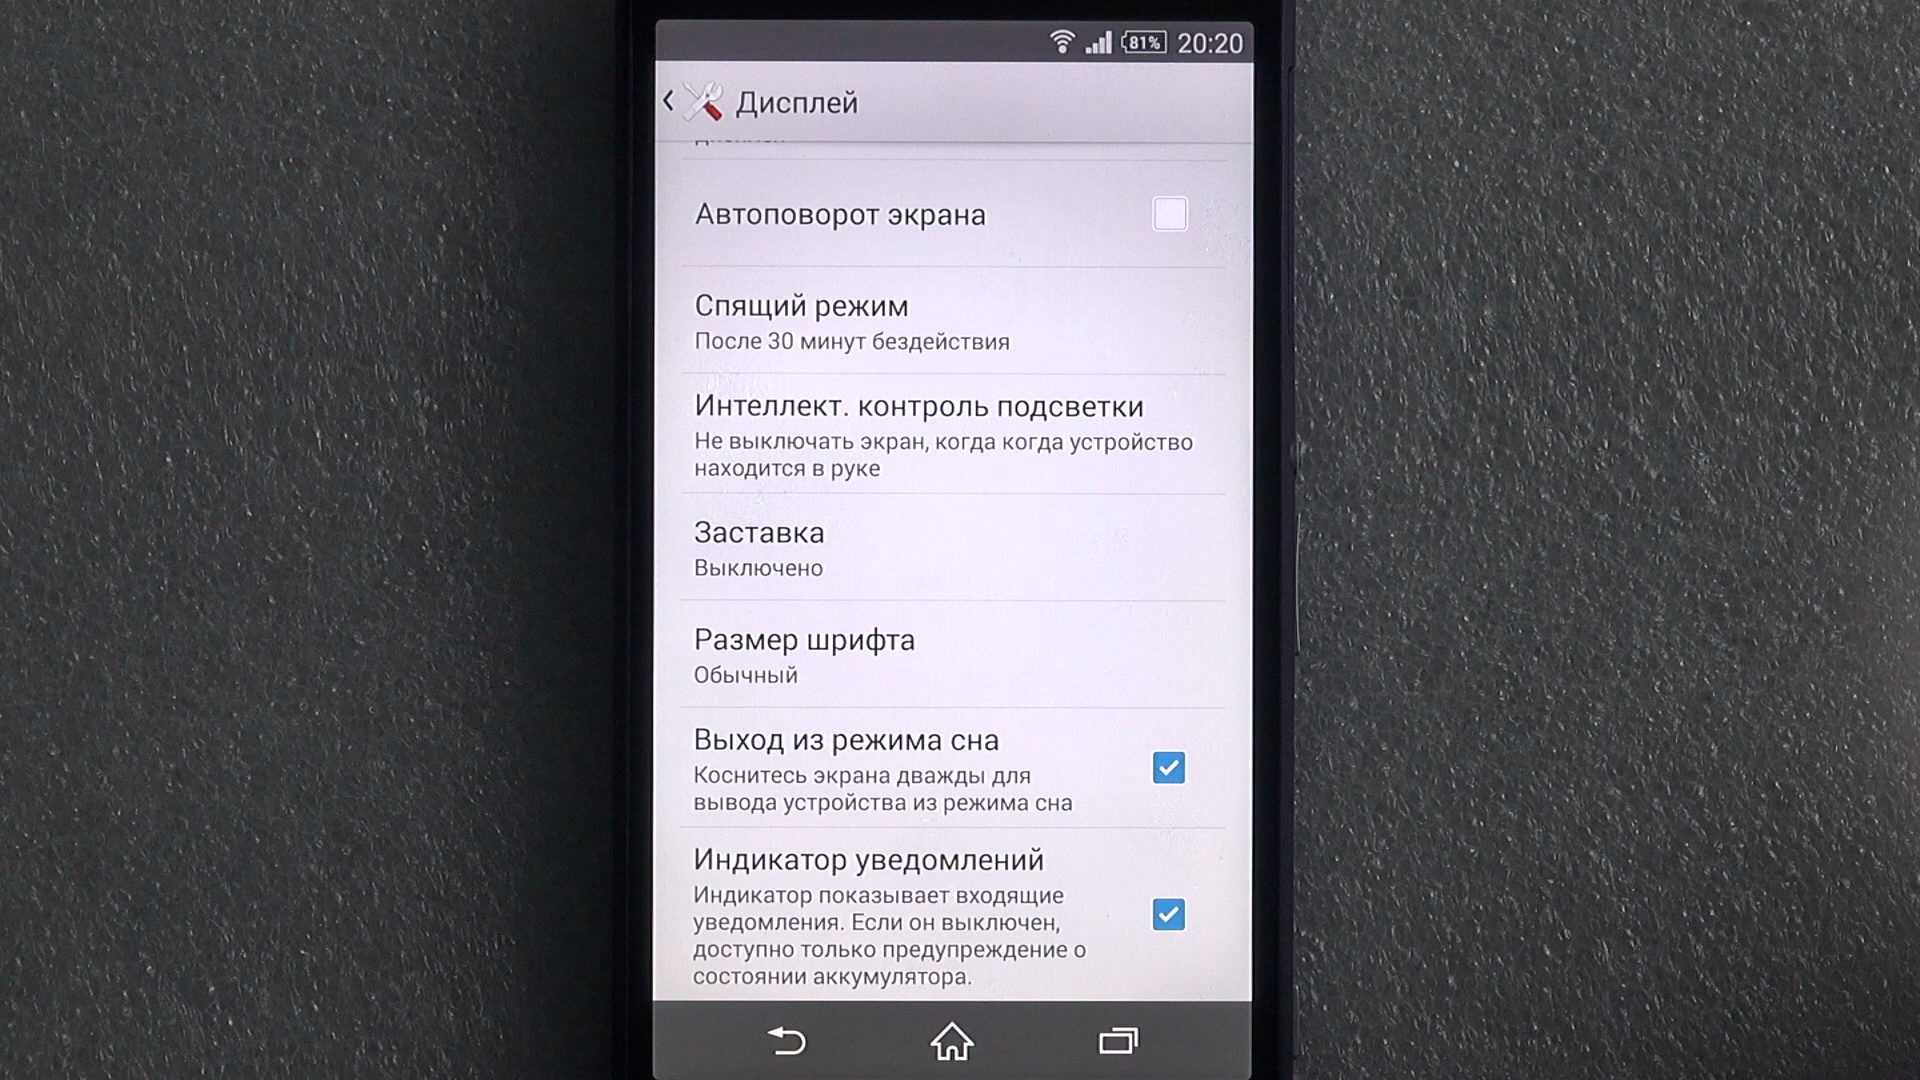 81% 20:20
Дисплей
Автоповорот экрана
Спящий режим
После 30 минут бездействия
Интеллект. контроль подсветки
Не выключать экран, когда когда устройство
находится в руке
Заставка
Выключено
Размер шрифта
Обычный
Выход из режима сна
Коснитесь экрана дважды для
вывода устройства из режима сна
Индикатор уведомлений
Индикатор показывает входящие
уведомления. Если он выключен,
доступно только предупреждение о
состоянии аккумулятора.